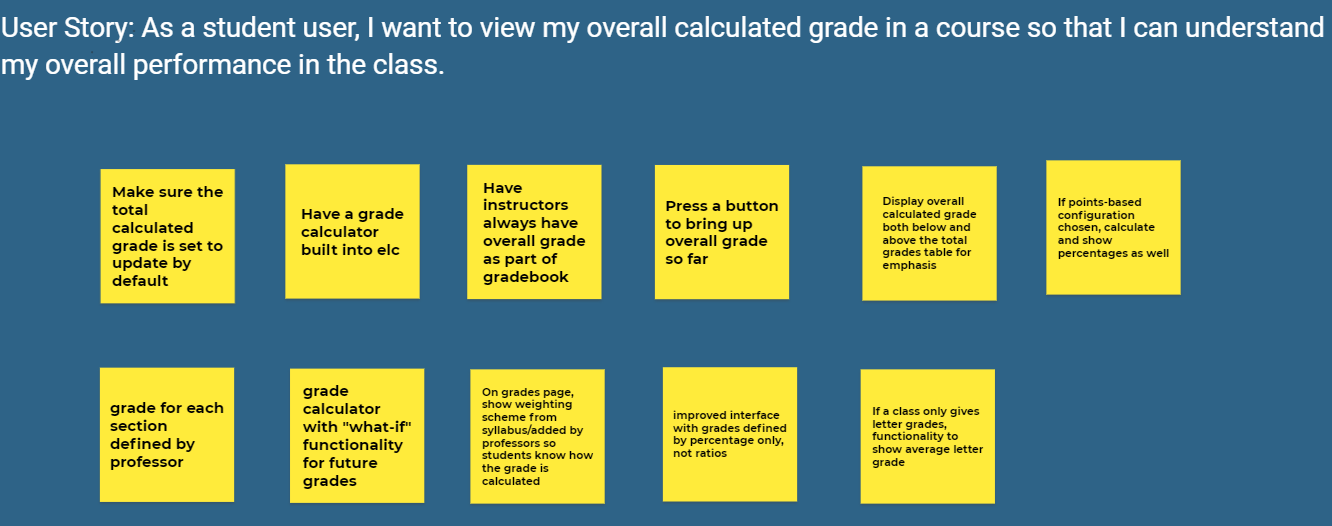 User Story: As a student user, I want to view my overall calculated grade in a course so that I can understand
my overall performance in the class.
Make sure the
total
calculated
grade is set to
update by
default
Have a grade
calculator
built into elc
Have
instructors
always have
overall grade
as part of
gradebook
Press a button
to bring up
overall grade
so far
Display overall
calculated grade
both below and
above the total
grades table for
emphasis
If points-based
configuration
chosen, calculate
and show
percentages as well
grade for each
section
defined by
professor
grade
calculator
with "what-if"
functionality
for future
grades
On grades page,
show weighting
scheme from
syllabus/added by
professors so
students know how
the grade is
calculated
improved interface
with grades defined
by percentage only,
not ratios
If a class only gives
letter grades,
functionality to
show average letter
grade